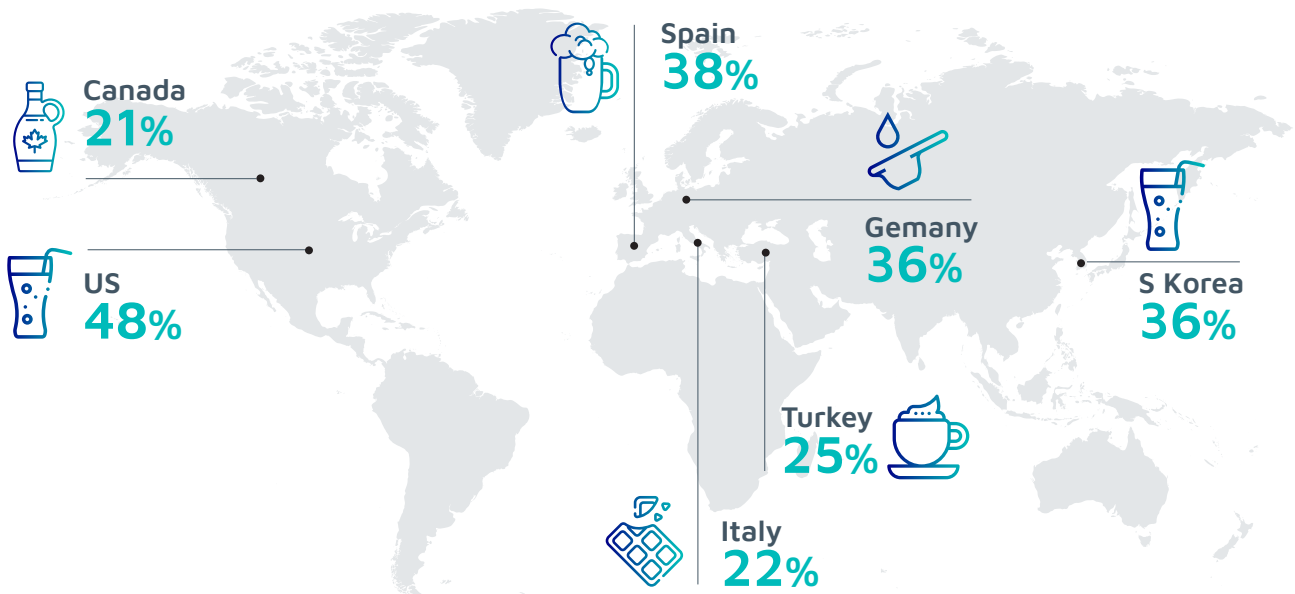 Spain
38%
Canada
21%
Gemany
36%
US
48%
S Korea
36%
Turkey
25%
Italy
22%